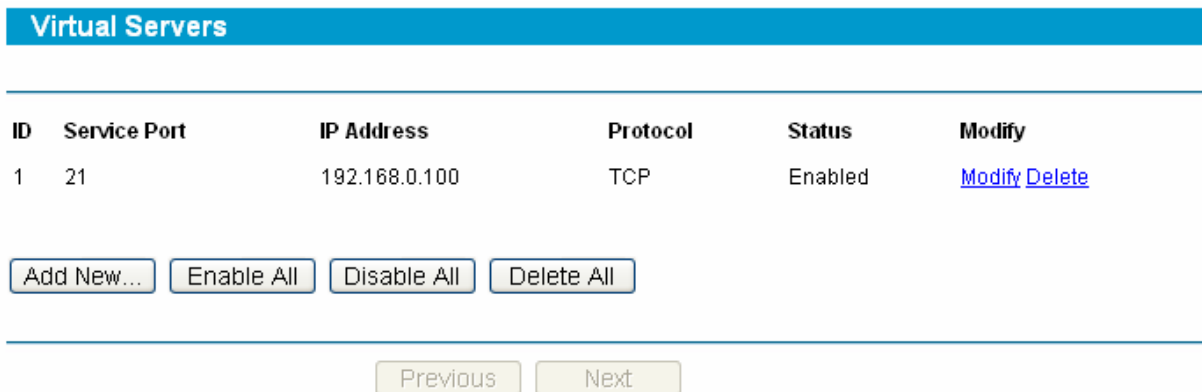 Virtual Servers
ID Service Port IP Address Protocol Status Modify
1 21 192.168.0.100 TCP Enabled Modify Delete
Add New... Enable All Disable All Delete All
Previous Next